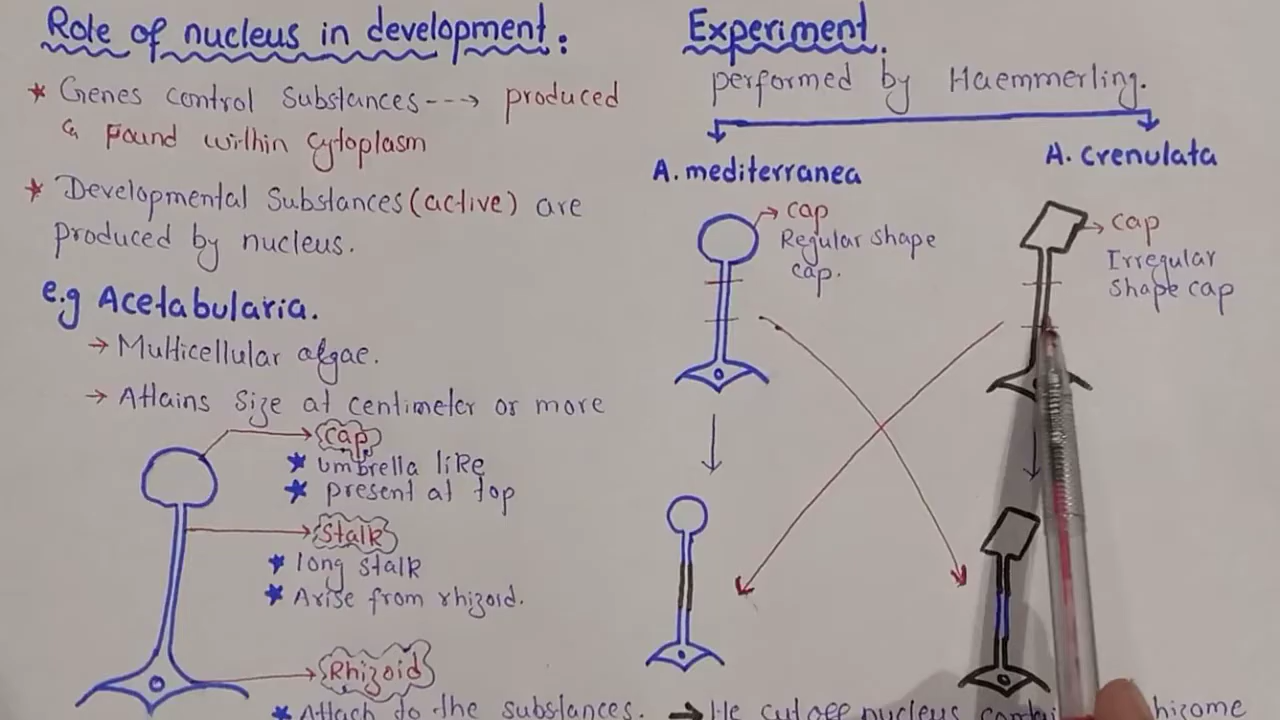 Role of nucleus in development:
* Genes control Substances---> produced
& Found within cytoplasm
* Developmental Substances (active) are
produced by nucleus.
e.g Acetabularia.
→ Multicellular algae.
→ Attains Size at centimeter or more
Cap
* Umbrella like
* present at top
Stalk
* long stalk
* Arise from rhizoid.
Rhizoid
* Attach to the substances.
Experiment.
performed by Haemmerling.
A. mediterranea
cap
Regular shape
cap.
A. crenulata
cap
Irregular
shape cap
→ He cut off nucleus